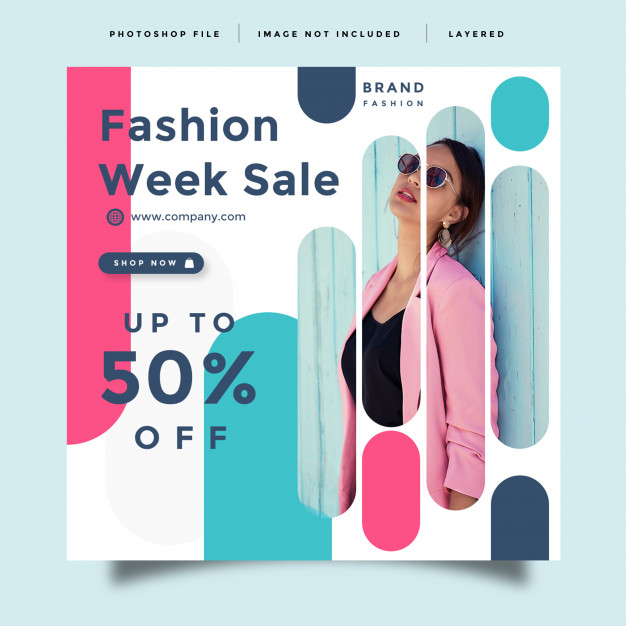 PHOTOSHOP FILE | IMAGE NOT INCLUDED | LAYERED
BRAND
FASHION
Fashion
Week Sale
www.company.com
SHOP NOW
UP TO
50%
OFF